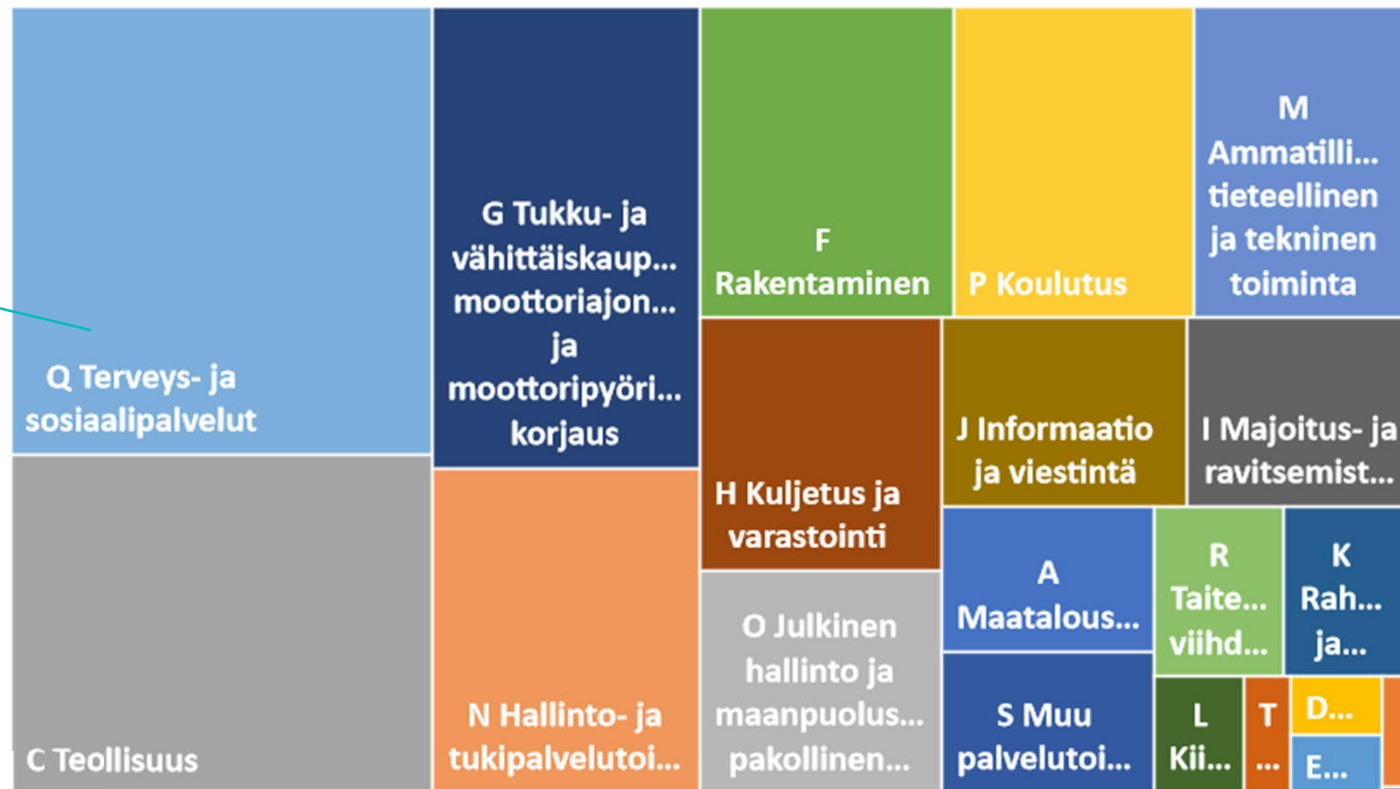 Q Terveys- ja
sosiaalipalvelut
C Teollisuus
G Tukku- ja
vähittäiskaup...
moottoriajon...
ja
moottoripyöri...
korjaus
N Hallinto- ja
tukipalvelutoi...
F
Rakentaminen
P Koulutus
M
Ammatilli...
tieteellinen
ja tekninen
toiminta
H Kuljetus ja
varastointi
J Informaatio
ja viestintä
I Majoitus- ja
ravitsemist...
O Julkinen
hallinto ja
maanpuolus...
pakollinen...
A
Maatalous...
S Muu
palvelutoi...
R
Taite...
viihd...
K
Rah...
ja...
L
Kii...
T
...
D...
E...